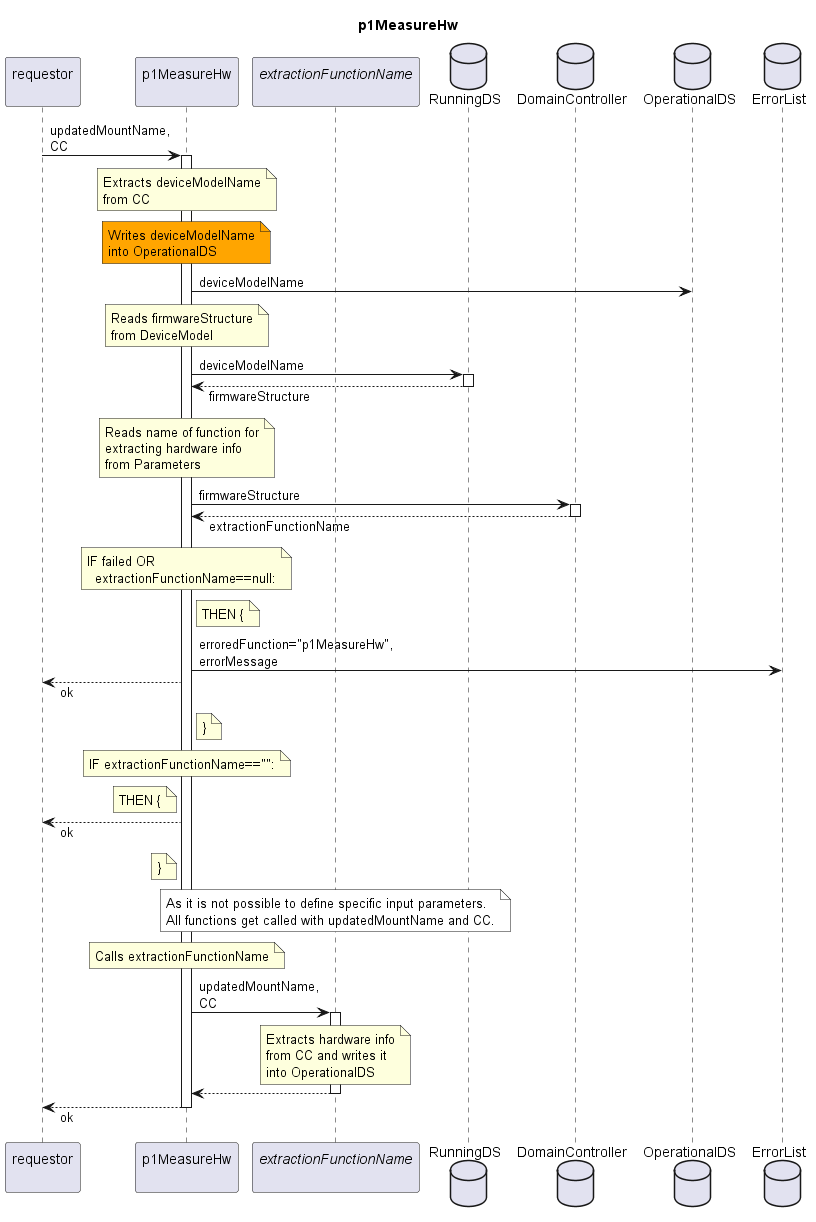 p1MeasureHw
requestor
p1MeasureHw
extractionFunctionName
RunningDS
DomainController
OperationalDS
ErrorList
updatedMountName,
CC
Extracts deviceModelName
from CC
Writes deviceModelName
into OperationalDS
deviceModelName
Reads firmwareStructure
from DeviceModel
deviceModelName
firmwareStructure
Reads name of function for
extracting hardware info
from Parameters
firmwareStructure
extractionFunctionName
IF failed OR
extractionFunctionName==null:
THEN {
erroredFunction="p1MeasureHw",
errorMessage
ok
}
IF extractionFunctionName=="":
THEN {
ok
}
As it is not possible to define specific input parameters.
All functions get called with updatedMountName and CC.
Calls extractionFunctionName
updatedMountName,
CC
Extracts hardware info
from CC and writes it
into OperationalDS
ok
requestor
p1MeasureHw
extractionFunctionName
RunningDS
DomainController
OperationalDS
ErrorList